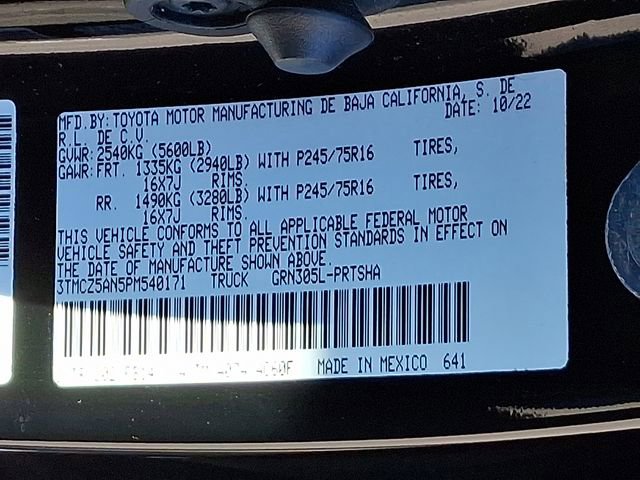 MFD.BY:TOYOTA MOTOR MANUFACTURING DE BAJA CALIFORNIA, S. DE
R.L. DE C.V. DATE: 10/22
GVWR:2540KG (5600LB)
GAWR:FRT. 1335KG (2940LB) WITH P245/75R16 TIRES,
16X7J RIMS.
RR. 1490KG (3280LB) WITH P245/75R16 TIRES,
16X7J RIMS.
THIS VEHICLE CONFORMS TO ALL APPLICABLE FEDERAL MOTOR
VEHICLE SAFETY AND THEFT PREVENTION STANDARDS IN EFFECT ON
THE DATE OF MANUFACTURE SHOWN ABOVE.
3TMCZ5AN5PM540171 TRUCK GRN305L-PRTSHA
MADE IN MEXICO 641